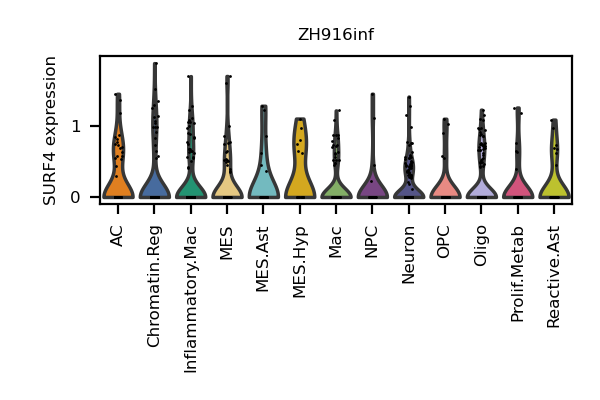 ZH916inf
SURF4 expression
1
0
AC
Chromatin.Reg
Inflammatory.Mac
MES
MES.Ast
MES.Hyp
Mac
NPC
Neuron
OPC
Oligo
Prolif.Metab
Reactive.Ast